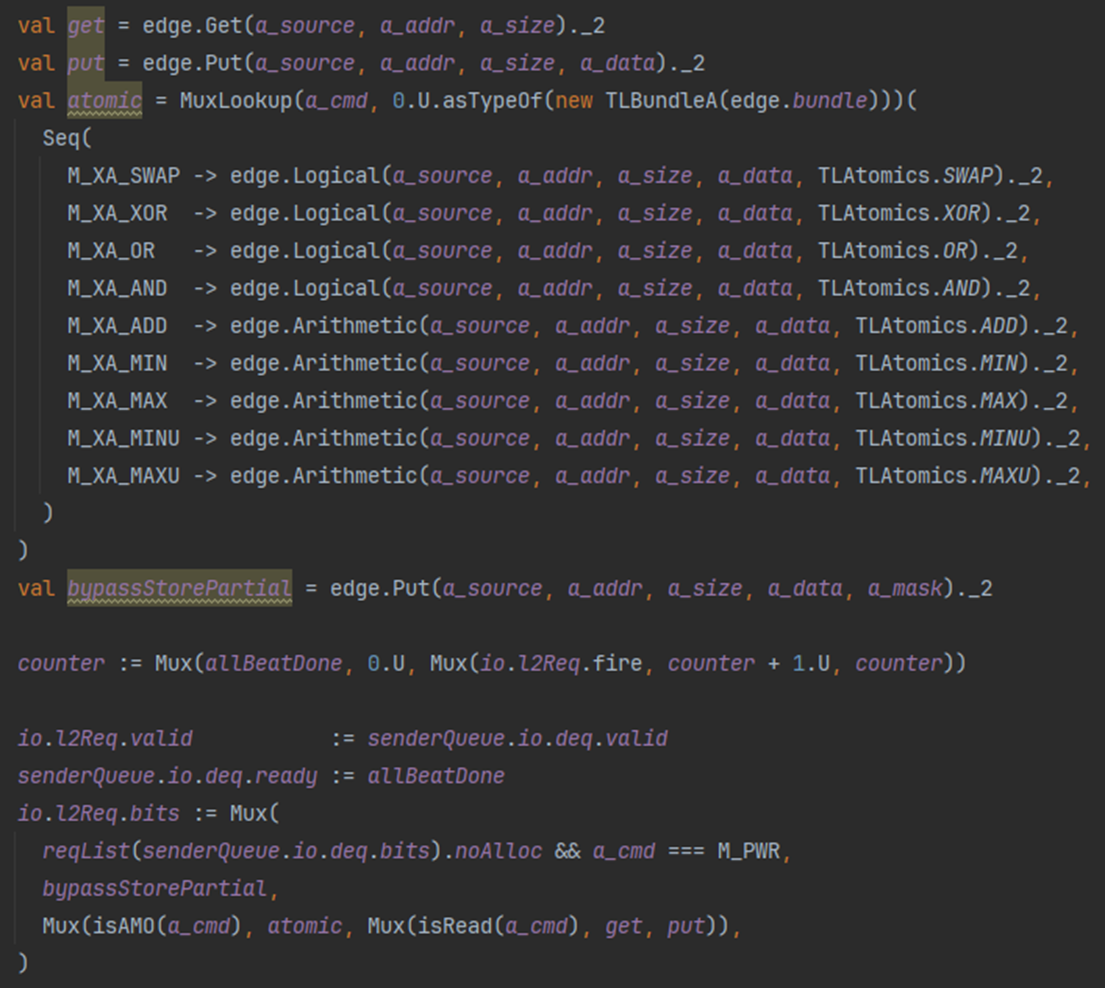 val get = edge.Get(a_source, a_addr, a_size)._2
val put = edge.Put(a_source, a_addr, a_size, a_data)._2
val atomic = MuxLookup(a_cmd, 0.U.asTypeOf(new TLBundleA(edge.bundle)))(
  Seq(
    M_XA_SWAP -> edge.Logical(a_source, a_addr, a_size, a_data, TLAtomics.SWAP)._2,
    M_XA_XOR  -> edge.Logical(a_source, a_addr, a_size, a_data, TLAtomics.XOR)._2,
    M_XA_OR   -> edge.Logical(a_source, a_addr, a_size, a_data, TLAtomics.OR)._2,
    M_XA_AND  -> edge.Logical(a_source, a_addr, a_size, a_data, TLAtomics.AND)._2,
    M_XA_ADD  -> edge.Arithmetic(a_source, a_addr, a_size, a_data, TLAtomics.ADD)._2,
    M_XA_MIN  -> edge.Arithmetic(a_source, a_addr, a_size, a_data, TLAtomics.MIN)._2,
    M_XA_MAX  -> edge.Arithmetic(a_source, a_addr, a_size, a_data, TLAtomics.MAX)._2,
    M_XA_MINU -> edge.Arithmetic(a_source, a_addr, a_size, a_data, TLAtomics.MINU)._2,
    M_XA_MAXU -> edge.Arithmetic(a_source, a_addr, a_size, a_data, TLAtomics.MAXU)._2,
  )
)
val bypassStorePartial = edge.Put(a_source, a_addr, a_size, a_data, a_mask)._2

counter := Mux(allBeatDone, 0.U, Mux(io.l2Req.fire, counter + 1.U, counter))

io.l2Req.valid           := senderQueue.io.deq.valid
senderQueue.io.deq.ready := allBeatDone
io.l2Req.bits := Mux(
  reqList(senderQueue.io.deq.bits).noAlloc && a_cmd === M_PWR,
  bypassStorePartial,
  Mux(isAMO(a_cmd), atomic, Mux(isRead(a_cmd), get, put)),
)